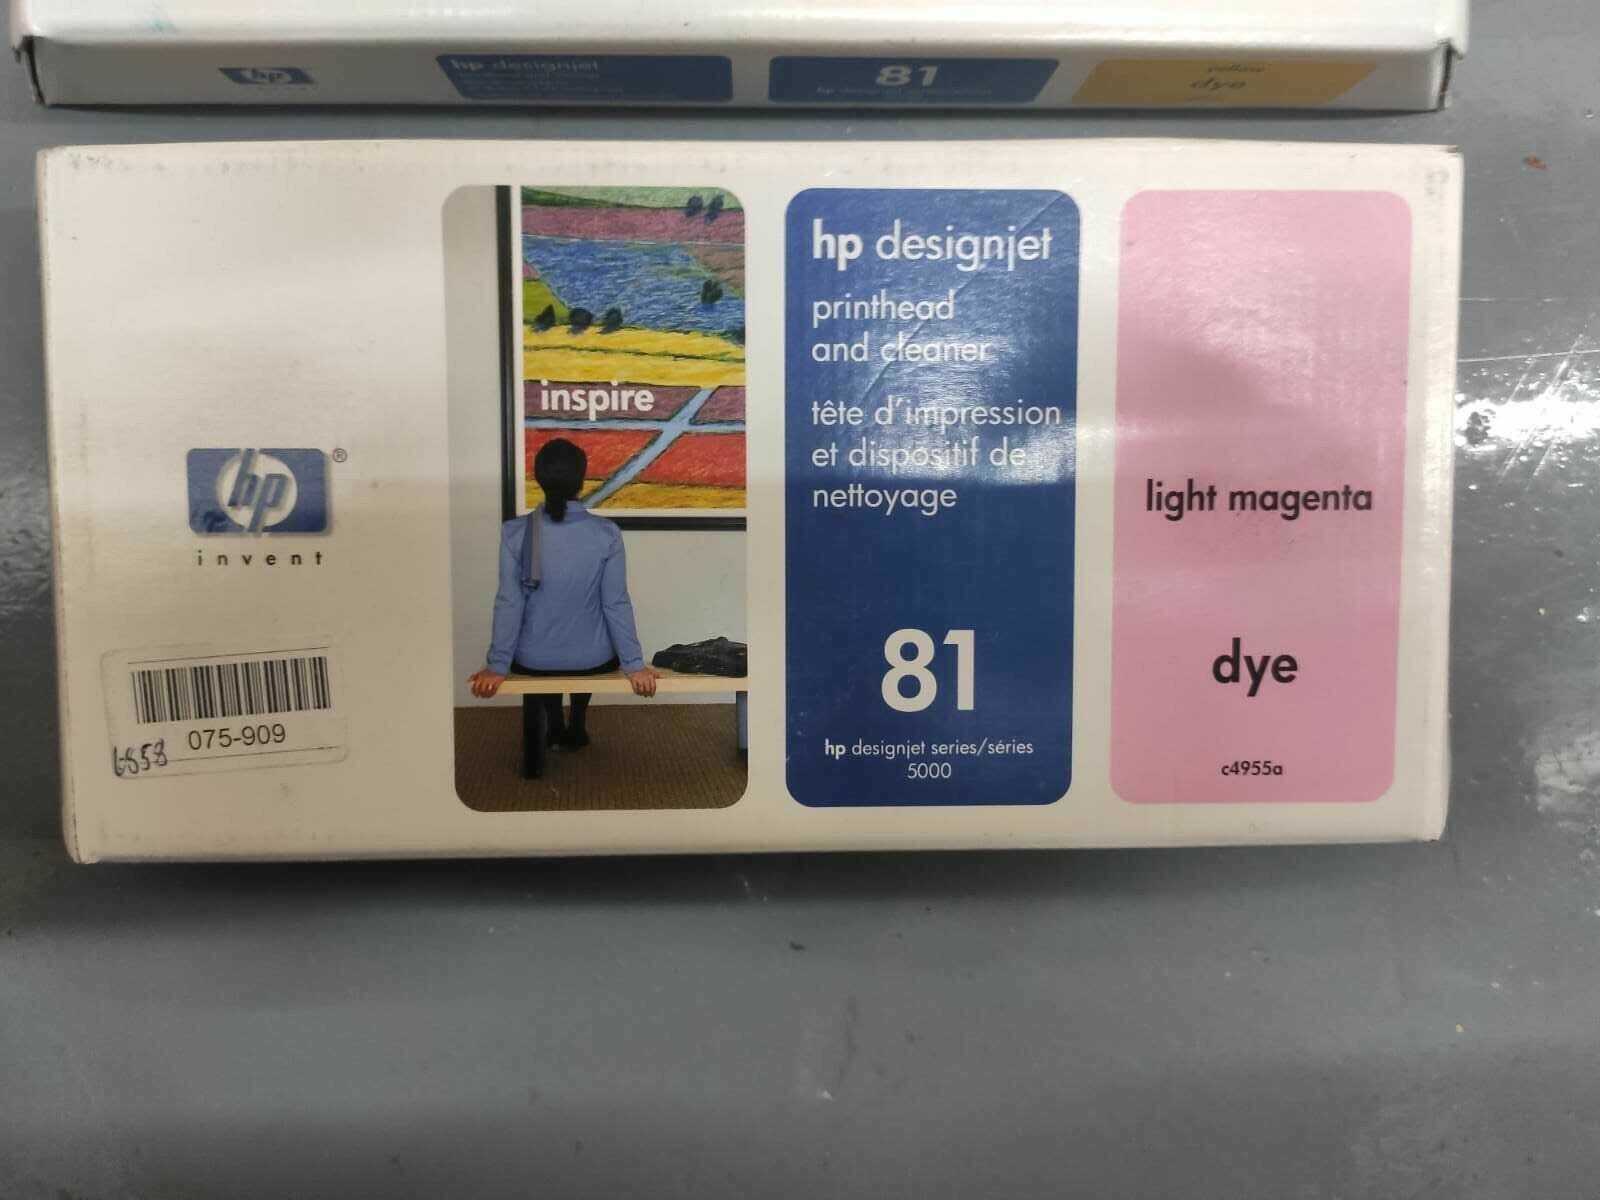 hp
hp designjet
81
yellow
dye
hp designjet
printhead
and cleaner
tête d'impression
et dispositif de
nettoyage
81
hp designjet series/séries
5000
light magenta
dye
c4955a
inspire
hp®
invent
075-909
6558